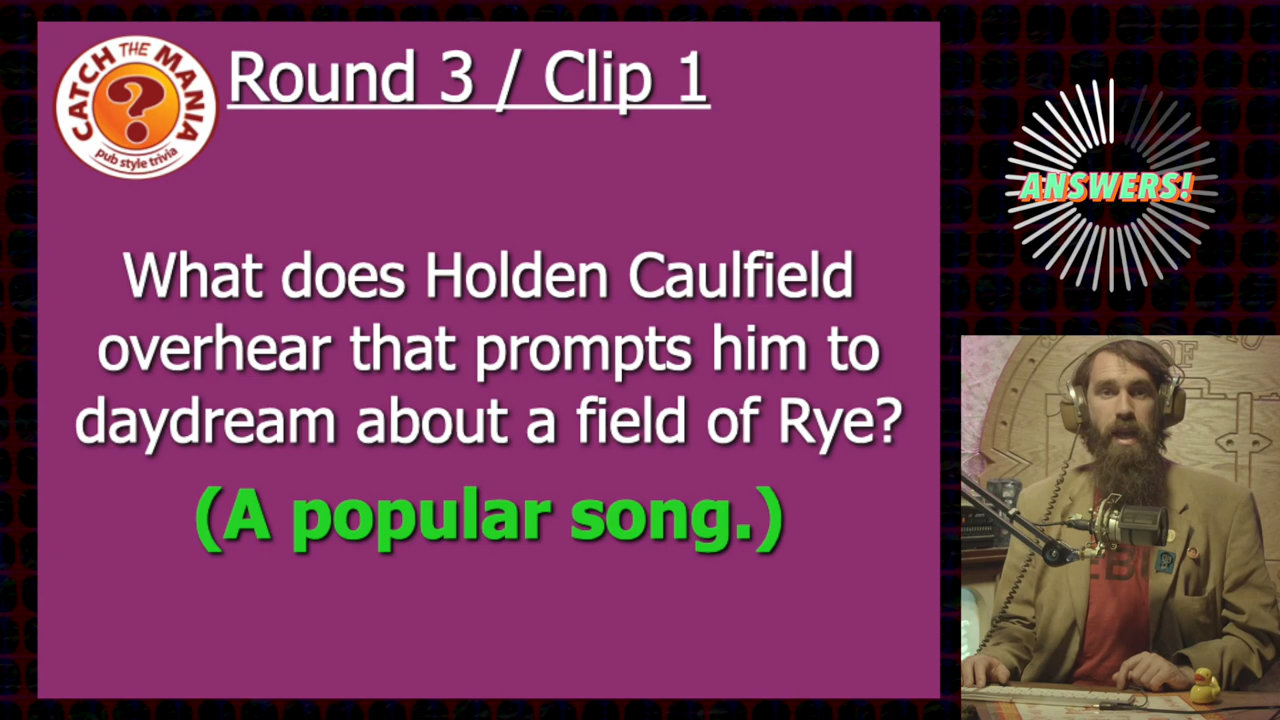 CATCH THE MANIA
?
pub style trivia
Round 3 / Clip 1
What does Holden Caulfield
overhear that prompts him to
daydream about a field of Rye?
(A popular song.)
ANSWERS!
OF